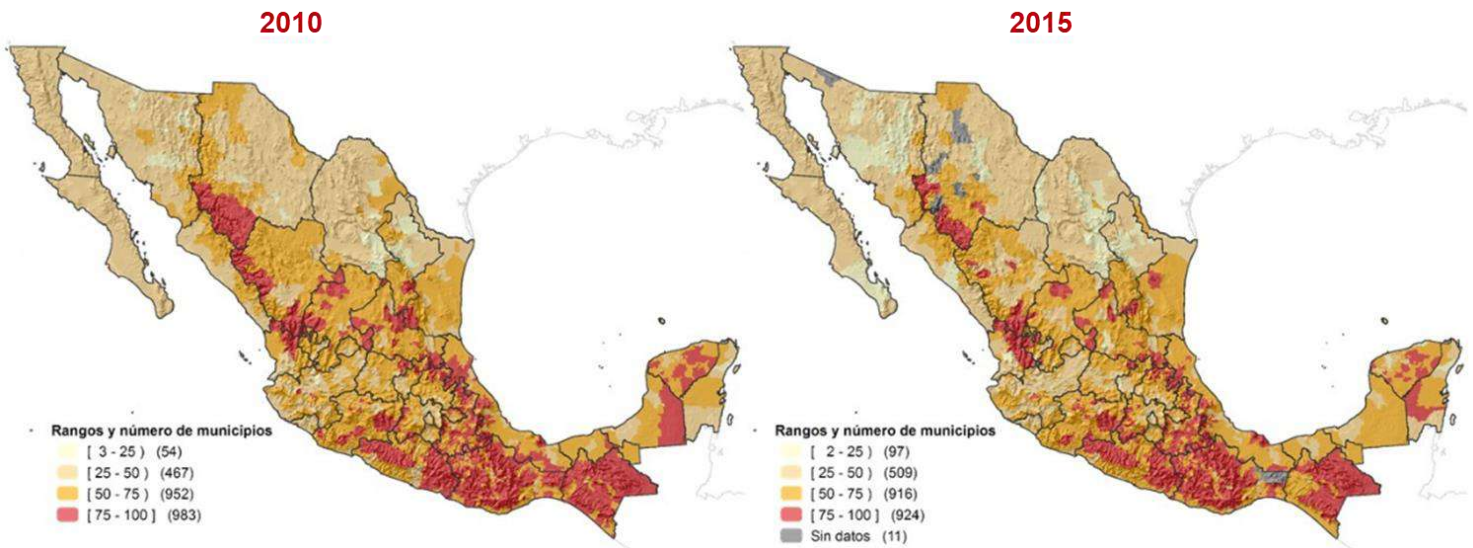 2010
2015
Rangos y número de municipios
[ 3 - 25 ) (54)
[ 25 - 50 ) (467)
[ 50 - 75 ) (952)
[ 75 - 100 ] (983)
Rangos y número de municipios
[ 2 - 25 ) (97)
[ 25 - 50 ) (509)
[ 50 - 75 ) (916)
[ 75 - 100 ] (924)
Sin datos (11)